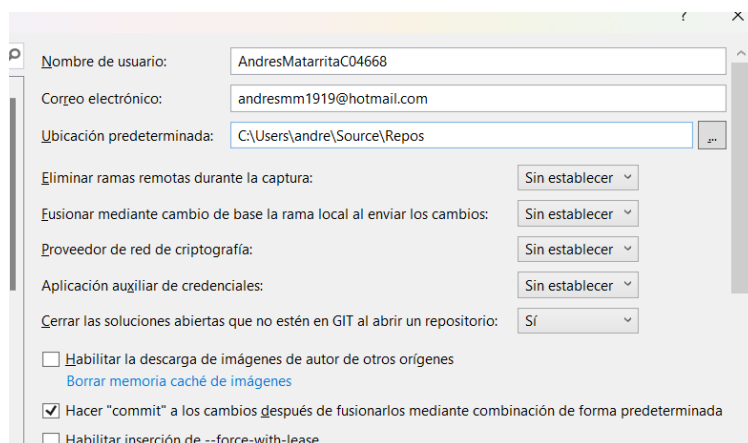 ?
Nombre de usuario: AndresMatarritaC04668
Correo electrónico: andresmm1919@hotmail.com
Ubicación predeterminada: C:\Users\andre\Source\Repos ...
Eliminar ramas remotas durante la captura: Sin establecer
Fusionar mediante cambio de base la rama local al enviar los cambios: Sin establecer
Proveedor de red de criptografía: Sin establecer
Aplicación auxiliar de credenciales: Sin establecer
Cerrar las soluciones abiertas que no estén en GIT al abrir un repositorio: Sí
Habilitar la descarga de imágenes de autor de otros orígenes
Borrar memoria caché de imágenes
Hacer "commit" a los cambios después de fusionarlos mediante combinación de forma predeterminada
Habilitar inserción de --force-with-lease